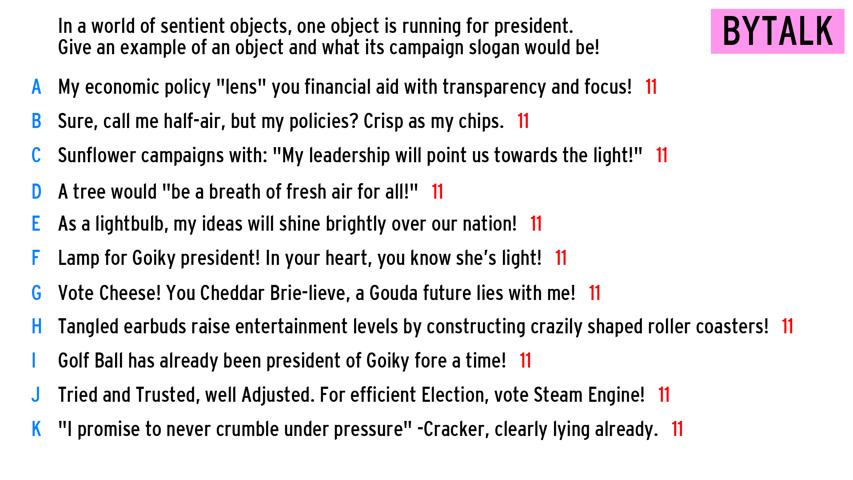 In a world of sentient objects, one object is running for president.
Give an example of an object and what its campaign slogan would be!
BYTALK
A My economic policy "lens" you financial aid with transparency and focus! 11
B Sure, call me half-air, but my policies? Crisp as my chips. 11
C Sunflower campaigns with: "My leadership will point us towards the light!" 11
D A tree would "be a breath of fresh air for all!" 11
E As a lightbulb, my ideas will shine brightly over our nation! 11
F Lamp for Goiky president! In your heart, you know she's light! 11
G Vote Cheese! You Cheddar Brie-lieve, a Gouda future lies with me! 11
H Tangled earbuds raise entertainment levels by constructing crazily shaped roller coasters! 11
I Golf Ball has already been president of Goiky fore a time! 11
J Tried and Trusted, well Adjusted. For efficient Election, vote Steam Engine! 11
K "I promise to never crumble under pressure" -Cracker, clearly lying already. 11